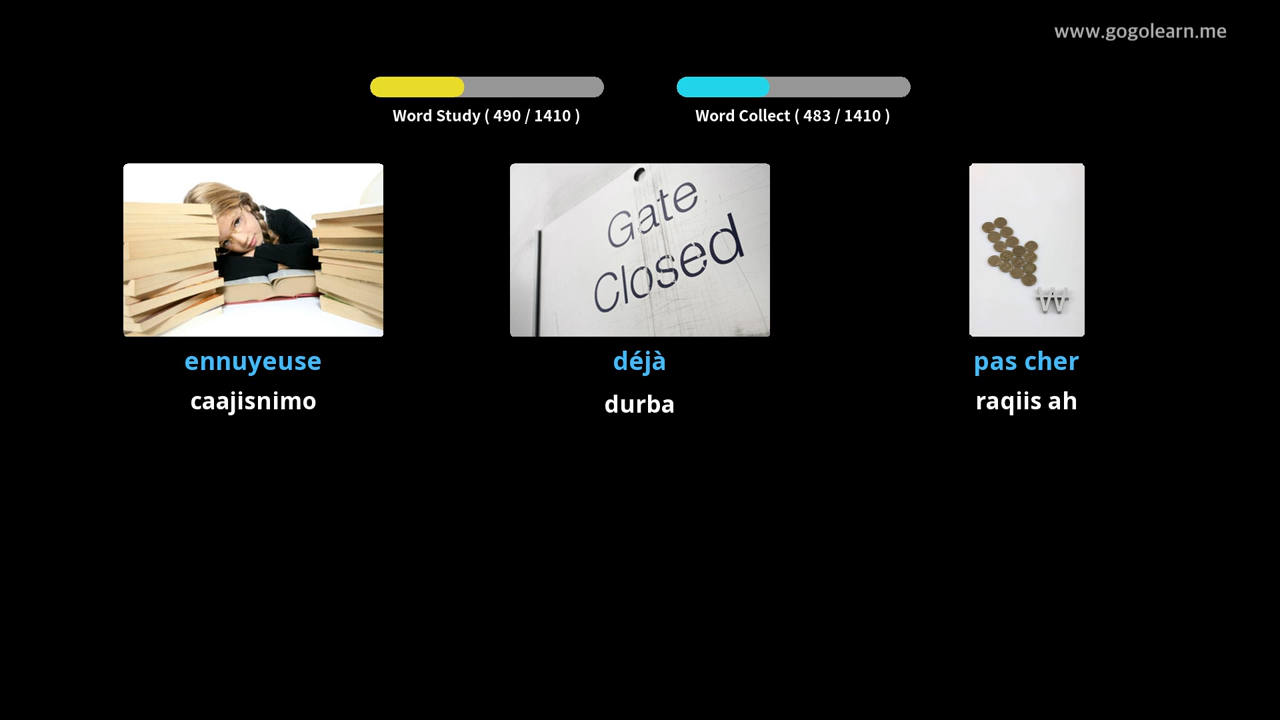 www.gogolearn.me
Word Study ( 490 / 1410 )
Word Collect ( 483 / 1410 )
Gate
Closed
₩
ennuyeuse
déjà
pas cher
caajisnimo
durba
raqiis ah